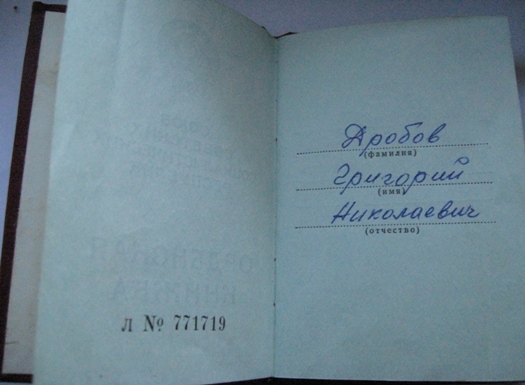 Л № 771719
Дробов
(фамилия)
Григорий
(имя)
Николаевич
(отчество)